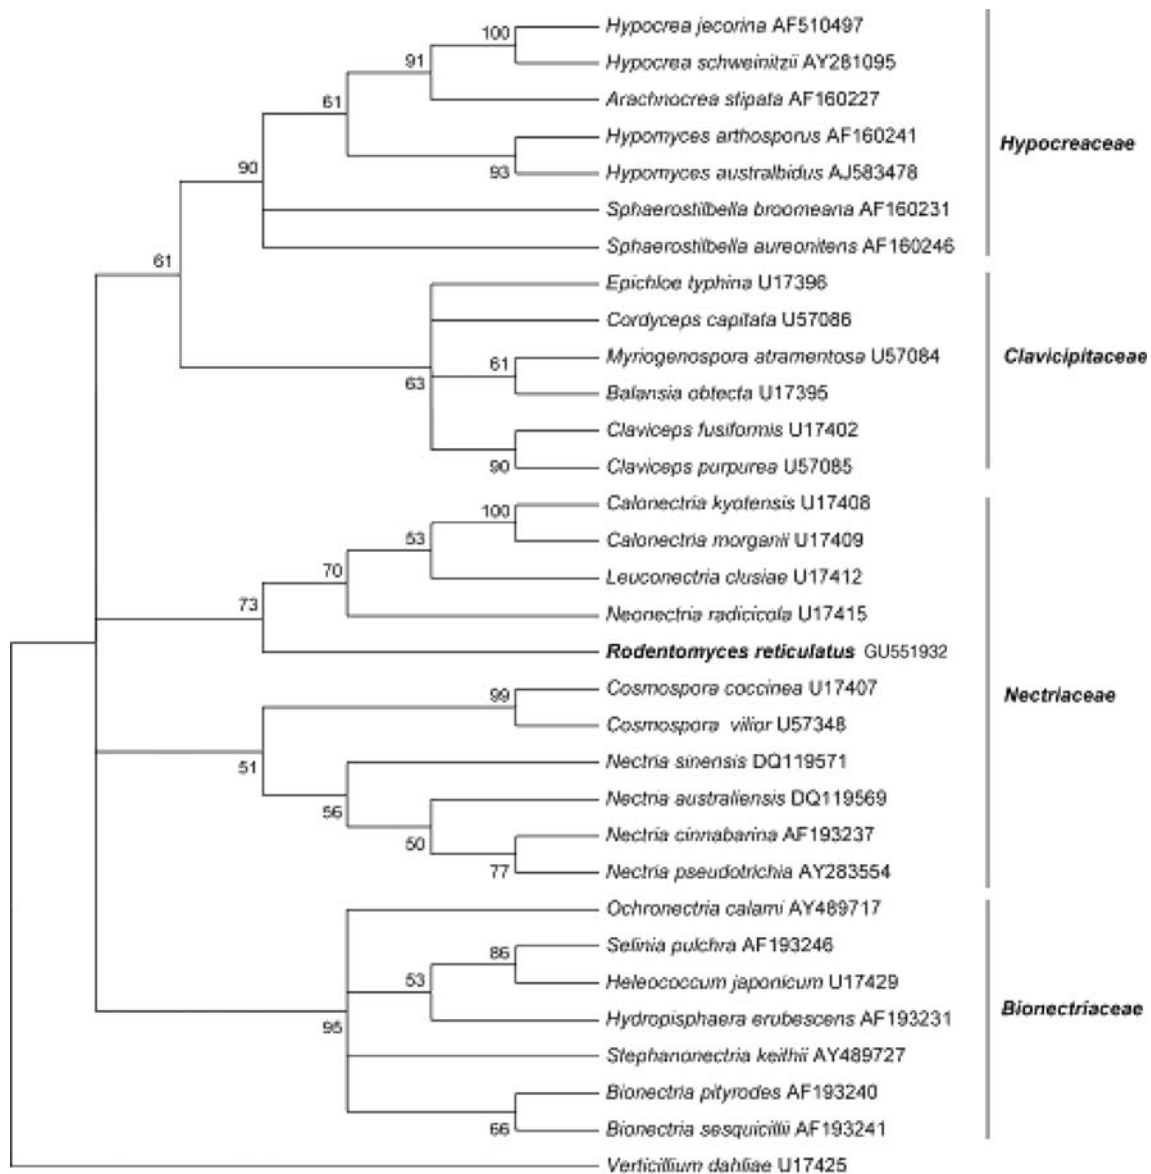 100
Hypocrea jecorina AF510497
Hypocrea schweinitzii AY281095
91
Arachnocrea stipata AF160227
61
Hypomyces arthosporus AF160241
Hypocreaceae
93
Hypomyces australbidus AJ583478
90
Sphaerostilbella broomeana AF160231
Sphaerostilbella aureonitens AF160246
61
Epichloe typhina U17396
Cordyceps capitata U57086
61
Myriogenospora atramentosa U57084
Clavicipitaceae
63
Balansia obtecta U17395
Claviceps fusiformis U17402
90
Claviceps purpurea U57085
100
Calonectria kyotensis U17408
53
Calonectria morganii U17409
70
Leuconectria clusiae U17412
73
Neonectria radicicola U17415
Rodentomyces reticulatus GU551932
99
Cosmospora coccinea U17407
Nectriaceae
Cosmospora vilior U57348
51
Nectria sinensis DQ119571
56
Nectria australiensis DQ119569
50
Nectria cinnabarina AF193237
77
Nectria pseudotrichia AY283554
Ochronectria calami AY489717
86
Selinia pulchra AF193246
53
Heleococcum japonicum U17429
Bionectriaceae
95
Hydropisphaera erubescens AF193231
Stephanonectria keithii AY489727
Bionectria pityrodes AF193240
66
Bionectria sesquicillii AF193241
Verticillium dahliae U17425